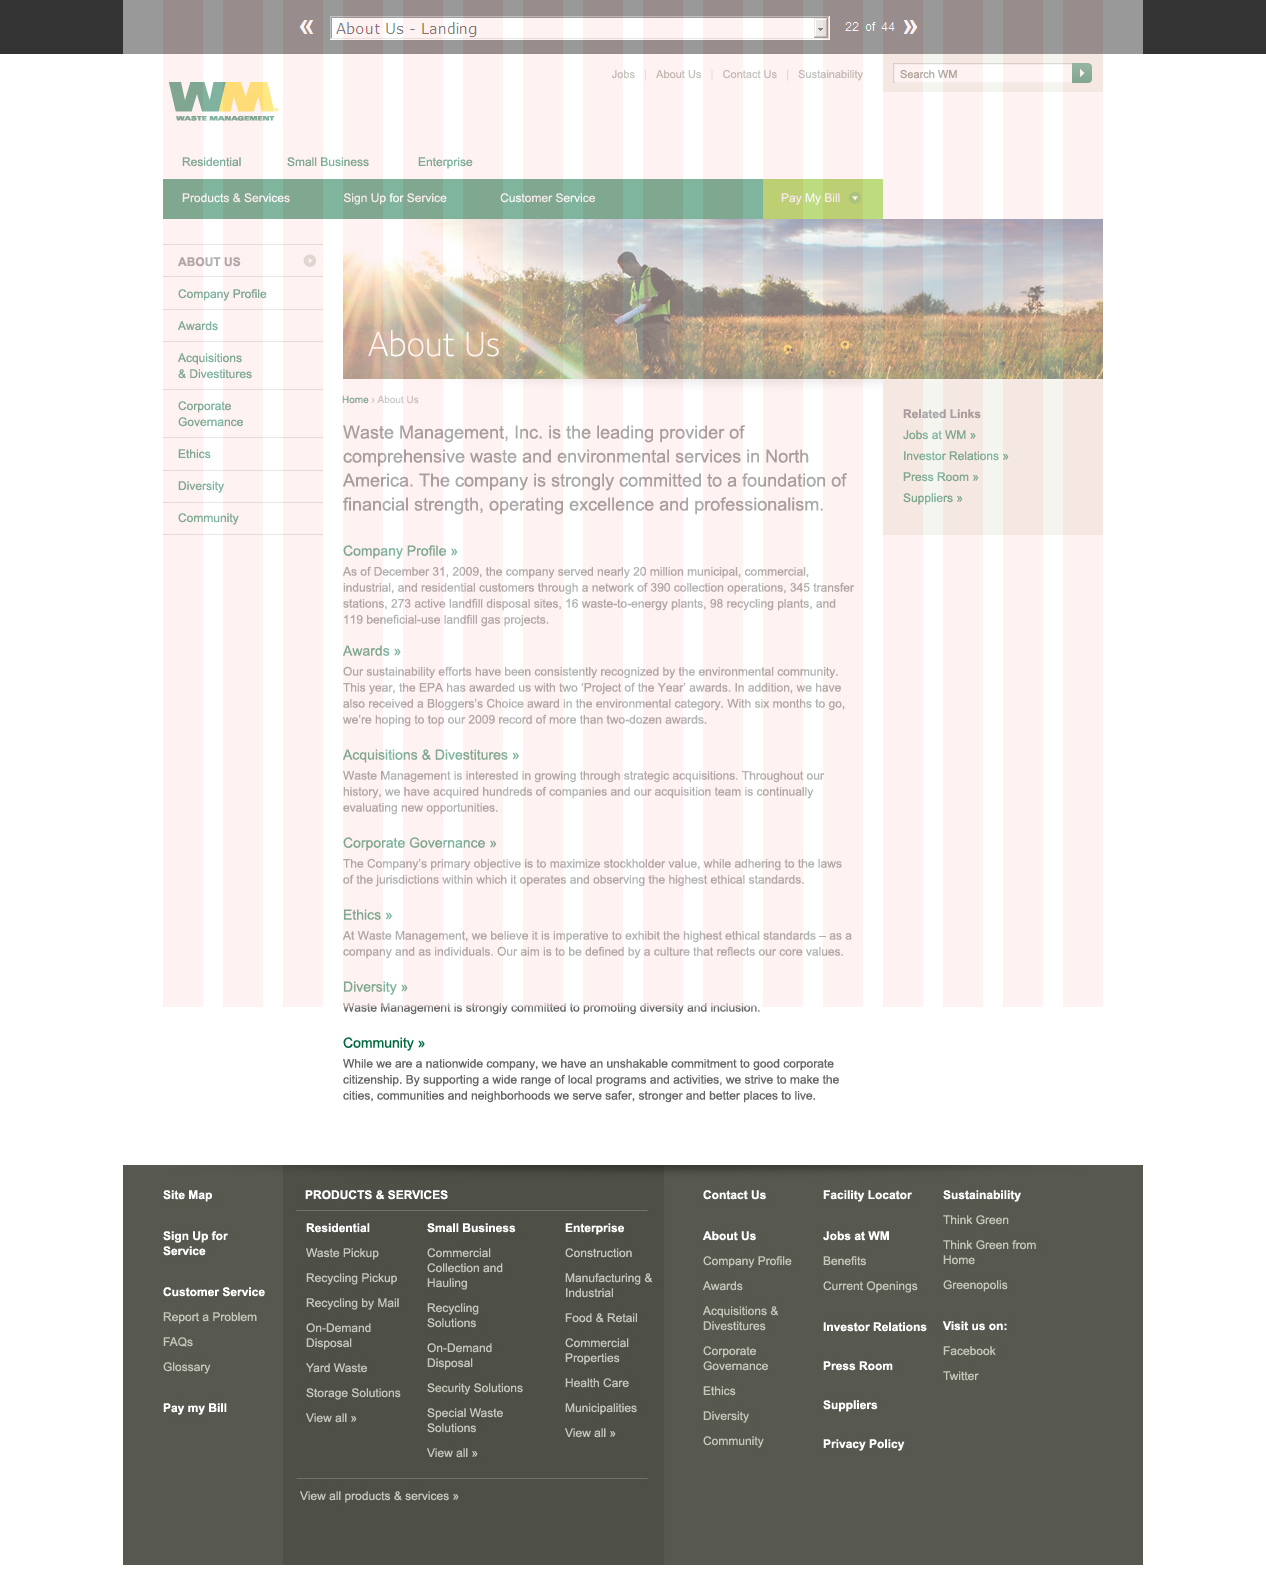 About Us - Landing
22 of 44
Jobs | About Us | Contact Us | Sustainability
Search WM
WM
WASTE MANAGEMENT
Residential Small Business Enterprise
Products & Services Sign Up for Service Customer Service Pay My Bill
ABOUT US
Company Profile
Awards
Acquisitions
& Divestitures
Corporate
Governance
Ethics
Diversity
Community
About Us
Home › About Us
Waste Management, Inc. is the leading provider of
comprehensive waste and environmental services in North
America. The company is strongly committed to a foundation of
financial strength, operating excellence and professionalism.
Company Profile »
As of December 31, 2009, the company served nearly 20 million municipal, commercial,
industrial, and residential customers through a network of 390 collection operations, 345 transfer
stations, 273 active landfill disposal sites, 16 waste-to-energy plants, 98 recycling plants, and
119 beneficial-use landfill gas projects.
Awards »
Our sustainability efforts have been consistently recognized by the environmental community.
This year, the EPA has awarded us with two ‘Project of the Year’ awards. In addition, we have
also received a Bloggers’s Choice award in the environmental category. With six months to go,
we’re hoping to top our 2009 record of more than two-dozen awards.
Acquisitions & Divestitures »
Waste Management is interested in growing through strategic acquisitions. Throughout our
history, we have acquired hundreds of companies and our acquisition team is continually
evaluating new opportunities.
Corporate Governance »
The Company’s primary objective is to maximize stockholder value, while adhering to the laws
of the jurisdictions within which it operates and observing the highest ethical standards.
Ethics »
At Waste Management, we believe it is imperative to exhibit the highest ethical standards – as a
company and as individuals. Our aim is to be defined by a culture that reflects our core values.
Diversity »
Waste Management is strongly committed to promoting diversity and inclusion.
Community »
While we are a nationwide company, we have an unshakable commitment to good corporate
citizenship. By supporting a wide range of local programs and activities, we strive to make the
cities, communities and neighborhoods we serve safer, stronger and better places to live.
Related Links
Jobs at WM »
Investor Relations »
Press Room »
Suppliers »
Site Map
Sign Up for
Service
Customer Service
Report a Problem
FAQs
Glossary
Pay my Bill
PRODUCTS & SERVICES
Residential
Waste Pickup
Recycling Pickup
Recycling by Mail
On-Demand
Disposal
Yard Waste
Storage Solutions
View all »
Small Business
Commercial
Collection and
Hauling
Recycling
Solutions
On-Demand
Disposal
Security Solutions
Special Waste
Solutions
View all »
Enterprise
Construction
Manufacturing &
Industrial
Food & Retail
Commercial
Properties
Health Care
Municipalities
View all »
View all products & services »
Contact Us
About Us
Company Profile
Awards
Acquisitions &
Divestitures
Corporate
Governance
Ethics
Diversity
Community
Facility Locator
Jobs at WM
Benefits
Current Openings
Investor Relations
Press Room
Suppliers
Privacy Policy
Sustainability
Think Green
Think Green from
Home
Greenopolis
Visit us on:
Facebook
Twitter